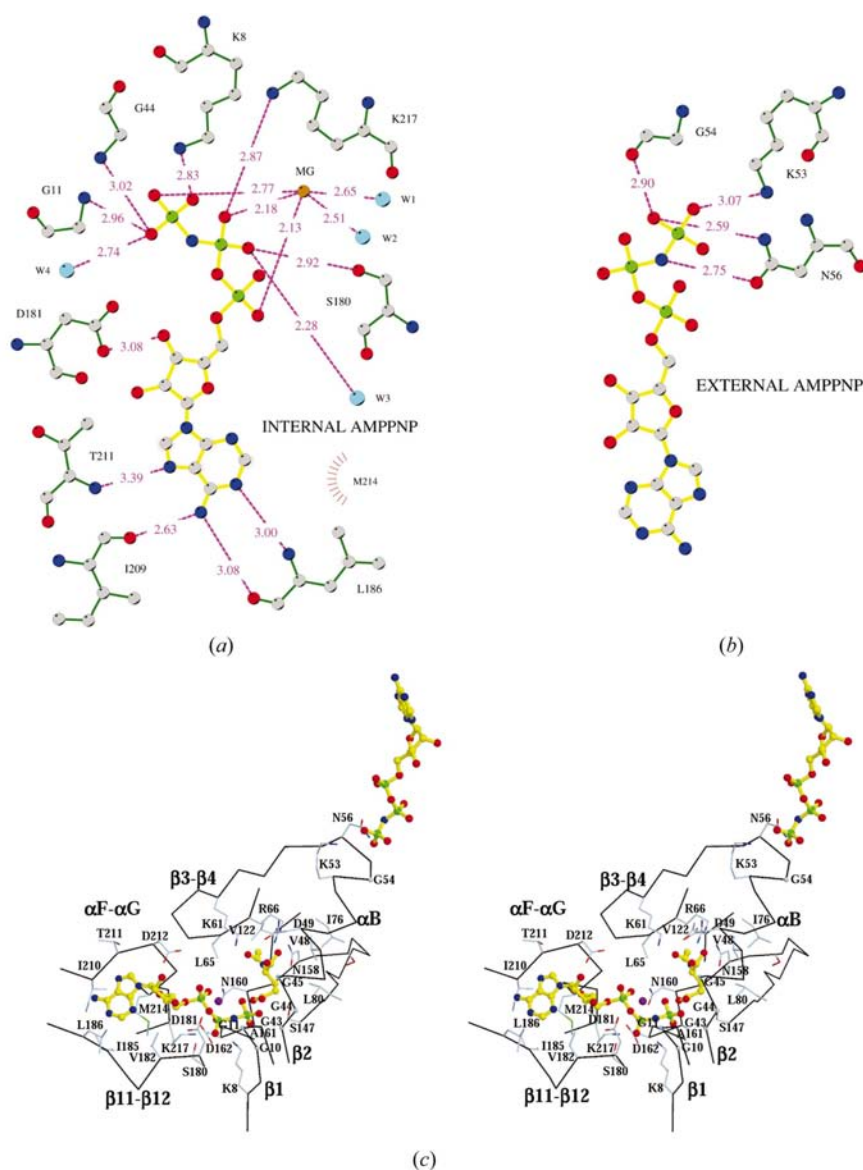 K8
G44
K217
G11
3.02
2.83
2.87
MG
2.77
2.65
W1
2.96
2.18
2.51
W2
W4
2.74
2.13
2.92
S180
D181
3.08
2.28
W3
INTERNAL AMPPNP
T211
3.39
M214
2.63
3.00
I209
3.08
L186
(a)
G54
K53
2.90
3.07
2.59
2.75
N56
EXTERNAL AMPPNP
(b)
N56
K53
G54
β3-β4
αB
αF-αG
K61
V122
R66
D49
I76
T211
D212
V48
L65
N158
I210
N160
G45
L80
M214
G44
L186
D181
G11
G43
A161
S147
I185
K217
D162
G10
V182
S180
β2
β11-β12
K8
β1
N56
K53
G54
β3-β4
αB
αF-αG
K61
V122
R66
D49
I76
T211
D212
V48
L65
N158
I210
N160
G45
L80
M214
G44
L186
D181
G11
G43
A161
S147
I185
K217
D162
G10
V182
S180
β2
β11-β12
K8
β1
(c)